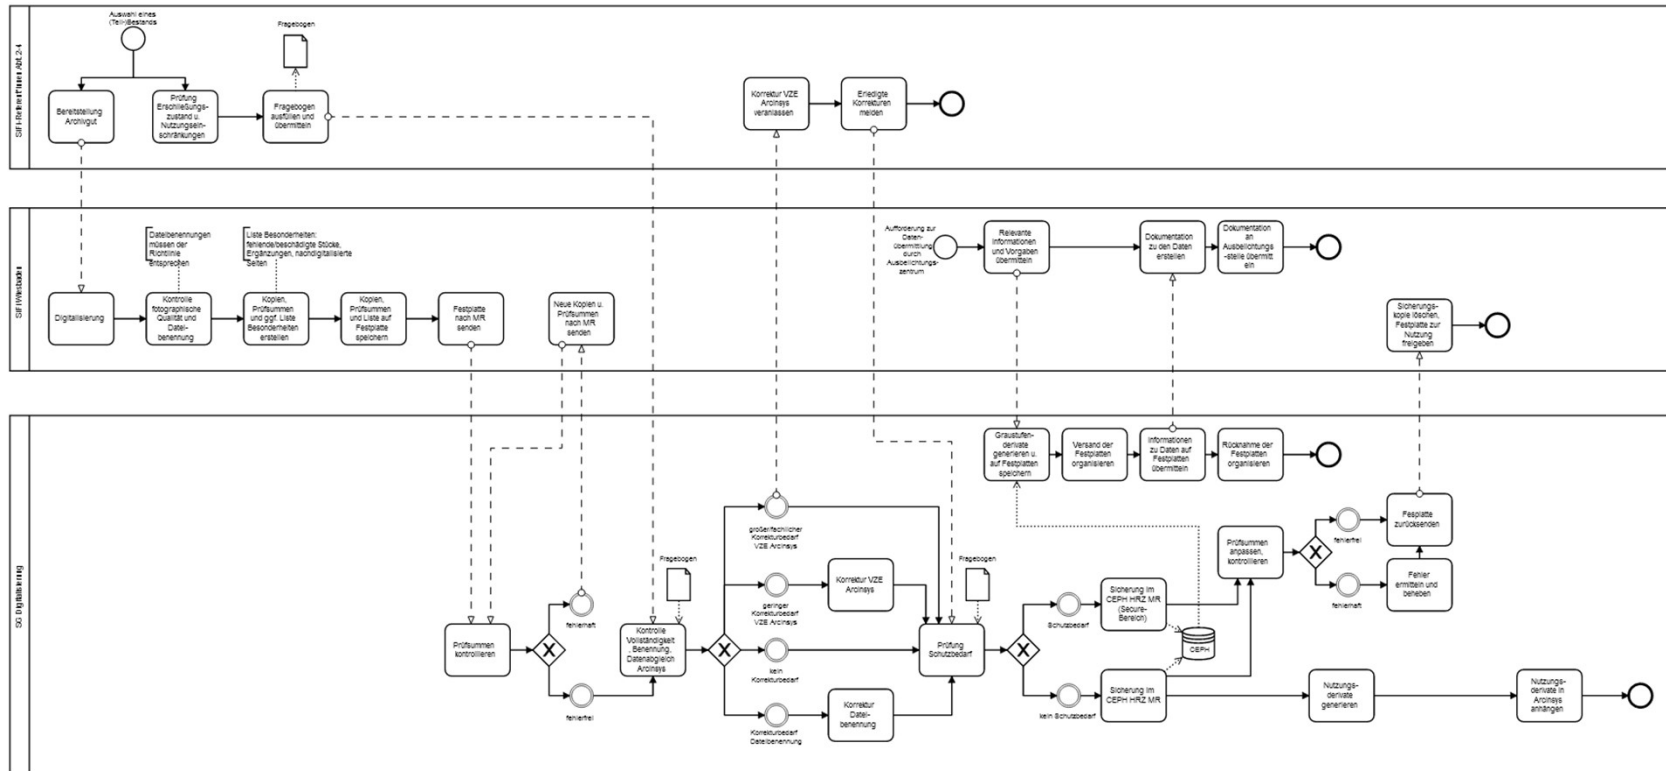 StFi-Referent*innen Abt. 2-4
Auswahl eines
(Teil-)Bestands
Fragebogen
Bereitstellung
Archivgut
Prüfung
Erschließungs-
zustand u.
Nutzungsein-
schränkungen
Fragebogen
ausfüllen und
übermitteln
Korrektur VZE
Arcinsys
veranlassen
Erledigte
Korrekturen
melden
Wiesbaden
Dateibenennungen
müssen der
Richtlinie
Entsprechen
Liste Besonderheiten:
fehlende/beschädigte Stücke,
Ergänzungen, nachdigitalisierte
Seiten
Digitalisierung
Kontrolle
fotographische
Qualität und
Datei-
benennung
Kopien,
Prüfsummen
und ggf. Liste
Besonderheiten
erstellen
Kopien,
Prüfsummen
und Liste auf
Festplatte
speichern
Festplatte
nach MR
senden
Neue Kopien u.
Prüfsummen
nach MR
senden
Aufforderung zur
Daten-
übermittlung
durch
Ausbelichtungs-
zentrum
Relevante
Informationen
und Vorgaben
übermitteln
Dokumentation
zu den Daten
erstellen
Dokumentation
an
Ausbelichtungs
-stelle übermitt
eln
Sicherungs-
kopie löschen,
Festplatte zur
Nutzung
freigeben
SG Digitalisierung
Graustufen-
derivate
generieren u.
auf Festplatten
speichern
Versand der
Festplatten
organisieren
Informationen
zu Daten auf
Festplatten
übermitteln
Rücknahme der
Festplatten
organisieren
Prüfsummen
kontrollieren
X
fehlerhaft
fehlerfrei
Fragebogen
Kontrolle
Vollständigkeit
, Benennung,
Datenabgleich
Arcinsys
X
großer/fachlicher
Korrekturbedarf
VZE Arcinsys
geringer
Korrekturbedarf
VZE Arcinsys
Korrektur VZE
Arcinsys
kein
Korrekturbedarf
Korrekturbedarf
Dateibenennung
Korrektur
Datei-
benennung
Fragebogen
Prüfung
Schutzbedarf
X
Schutzbedarf
kein Schutzbedarf
Sicherung im
CEPH HRZ MR
(Secure-
Bereich)
Sicherung im
CEPH HRZ MR
CEPH
Prüfsummen
anpassen,
kontrollieren
X
fehlerfrei
fehlerhaft
Fesplatte
zurücksenden
Fehler
ermitteln und
beheben
Nutzungs-
derivate
generieren
Nutzungs-
derivate in
Arcinsys
anhängen